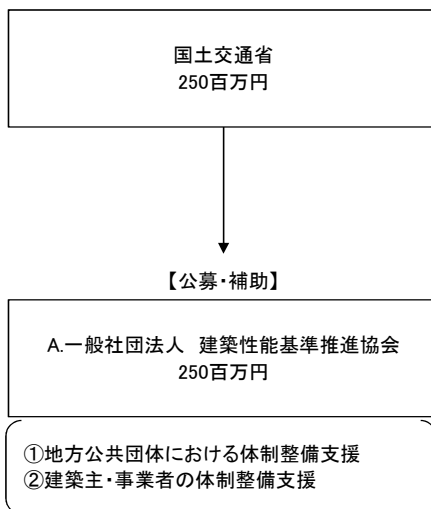 国土交通省
250百万円
【公募・補助】
A.一般社団法人　建築性能基準推進協会
250百万円
①地方公共団体における体制整備支援
②建築主・事業者の体制整備支援